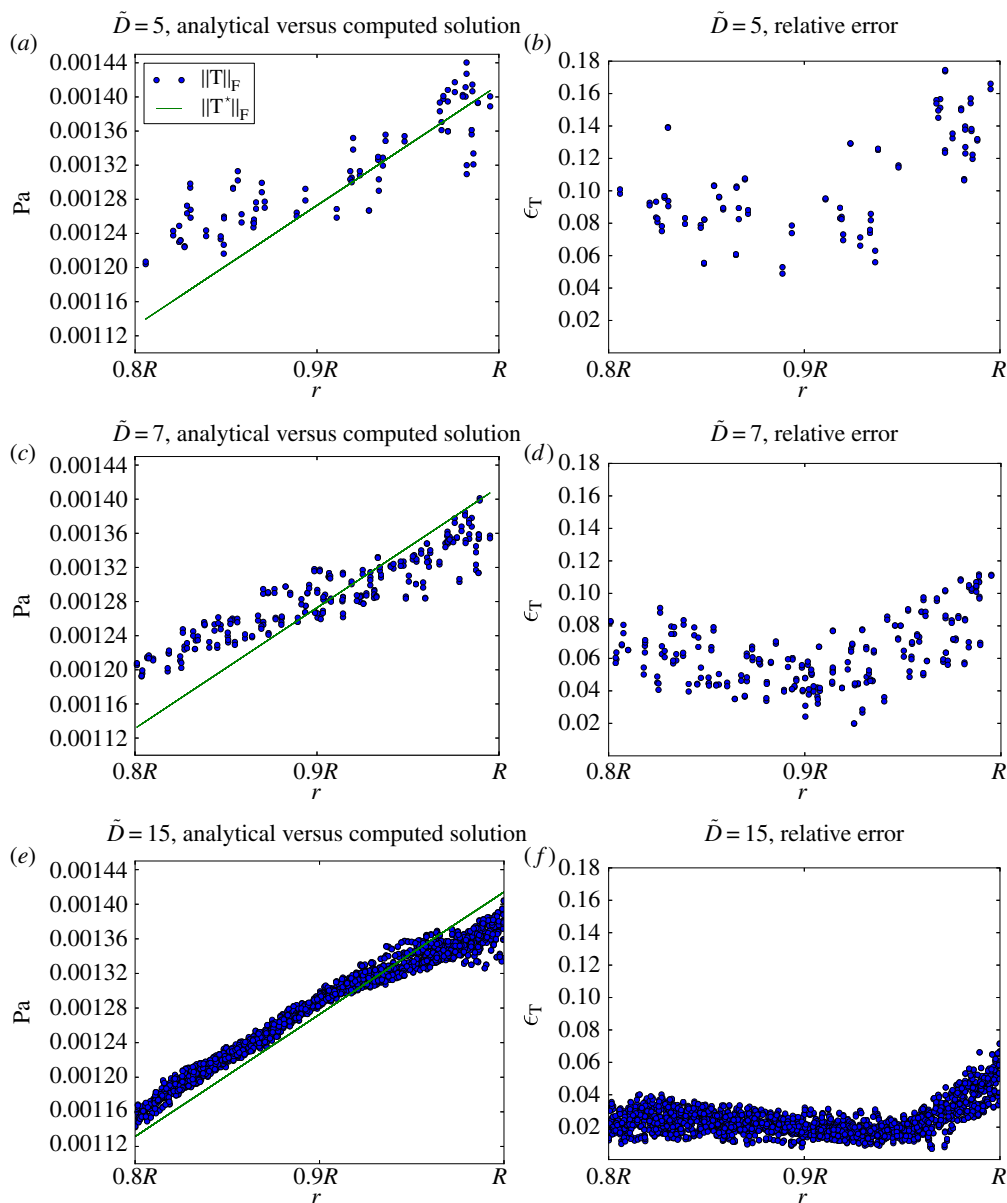 D̃ = 5, analytical versus computed solution
D̃ = 5, relative error
(a)
(b)
0.00144
0.00140
0.00136
0.00132
0.00128
0.00124
0.00120
0.00116
0.00112
Pa
||T||F
||T*||F
0.8R
0.9R
R
r
0.18
0.16
0.14
0.12
0.10
0.08
0.06
0.04
0.02
ϵT
0.8R
0.9R
R
r
D̃ = 7, analytical versus computed solution
D̃ = 7, relative error
(c)
(d)
0.00144
0.00140
0.00136
0.00132
0.00128
0.00124
0.00120
0.00116
0.00112
Pa
0.8R
0.9R
R
r
0.18
0.16
0.14
0.12
0.10
0.08
0.06
0.04
0.02
ϵT
0.8R
0.9R
R
r
D̃ = 15, analytical versus computed solution
D̃ = 15, relative error
(e)
(f)
0.00144
0.00140
0.00136
0.00132
0.00128
0.00124
0.00120
0.00116
0.00112
Pa
0.8R
0.9R
R
r
0.18
0.16
0.14
0.12
0.10
0.08
0.06
0.04
0.02
ϵT
0.8R
0.9R
R
r